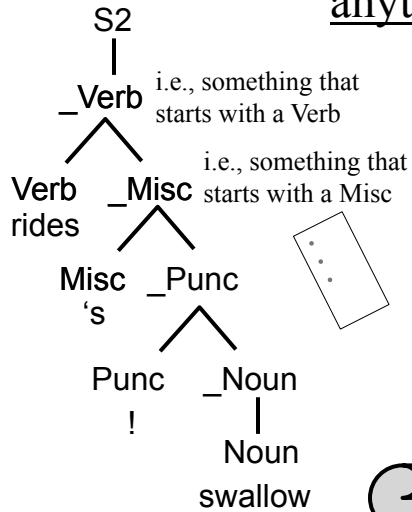 anyt
S2
_Verb i.e., something that
starts with a Verb
Verb _Misc i.e., something that
rides starts with a Misc
Misc _Punc
‘s
Punc _Noun
!
Noun
swallow